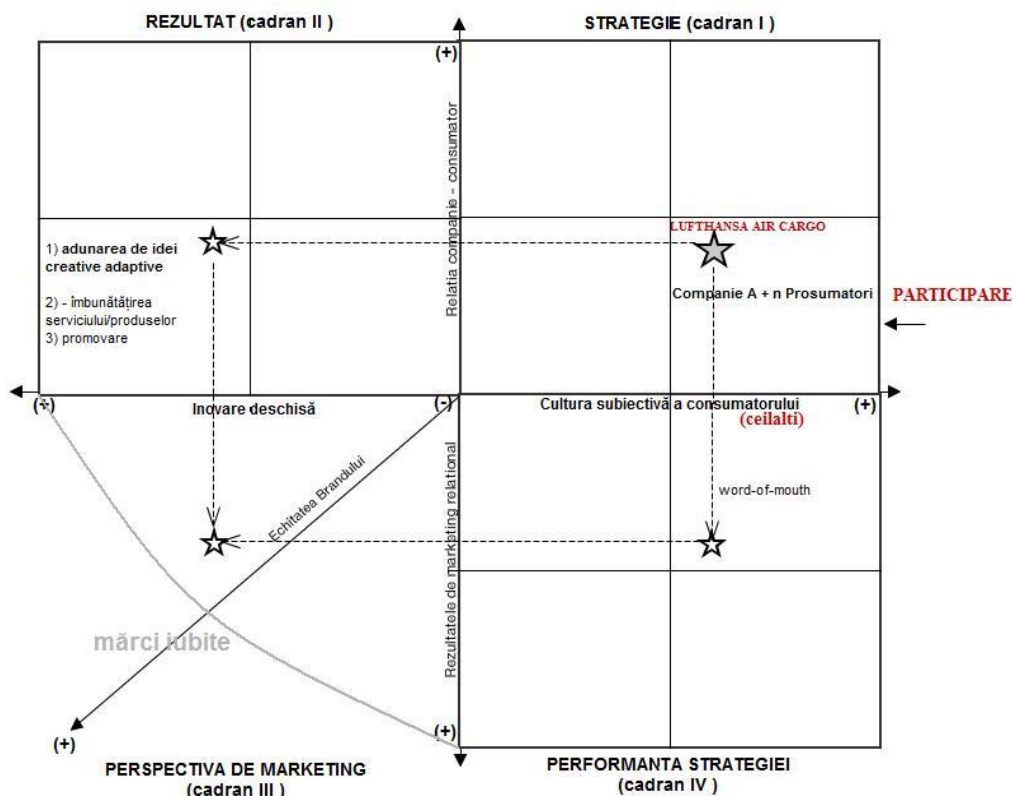 REZULTAT (cadran II )
STRATEGIE (cadran I )
(+)
Relatia companie - consumator
LUFTHANSA AIR CARGO
1) adunarea de idei
creative adaptive
2) - îmbunătățirea
serviciului/produselor
3) promovare
Companie A + n Prosumatori
PARTICIPARE
(+)
Inovare deschisă
(-)
Cultura subiectivă a consumatorului
(+)
(ceilalti)
Echitatea Brandului
Rezultatele de marketing relational
word-of-mouth
mărci iubite
(+)
(+)
PERSPECTIVA DE MARKETING
(cadran III )
PERFORMANTA STRATEGIEI
(cadran IV )